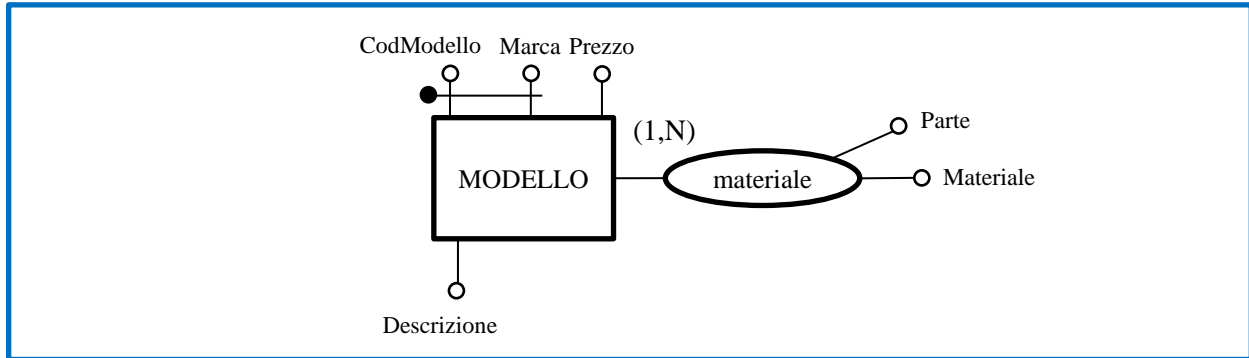 CodModello Marca Prezzo
(1,N)
Parte
MODELLO
materiale
Materiale
Descrizione